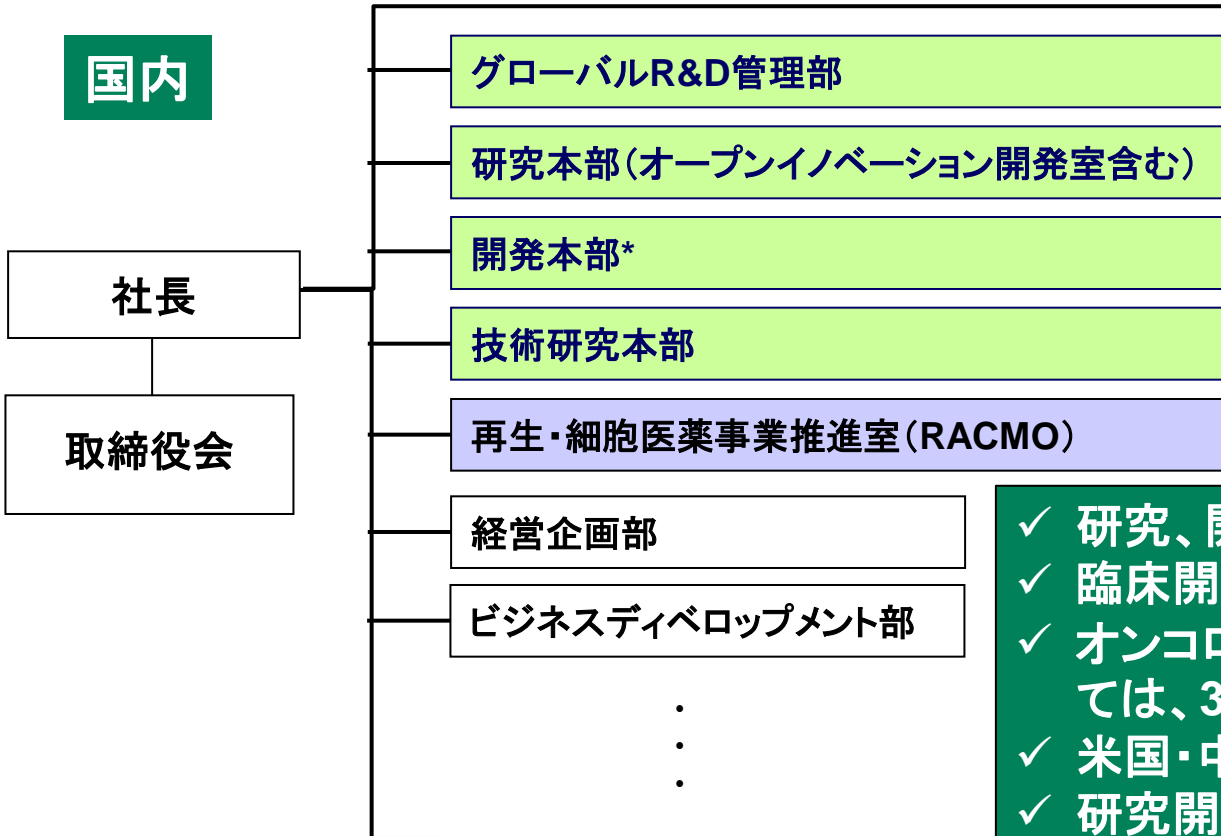 国内
グローバルR&D管理部
研究本部（オープンイノベーション開発室含む）
開発本部*
社長
技術研究本部
取締役会
再生・細胞医薬事業推進室（RACMO）
経営企画部
ビジネスディベロップメント部
・
・
・
✓ 研究、開
✓ 臨床開
✓ オンコロ
ては、3
✓ 米国・中
✓ 研究開